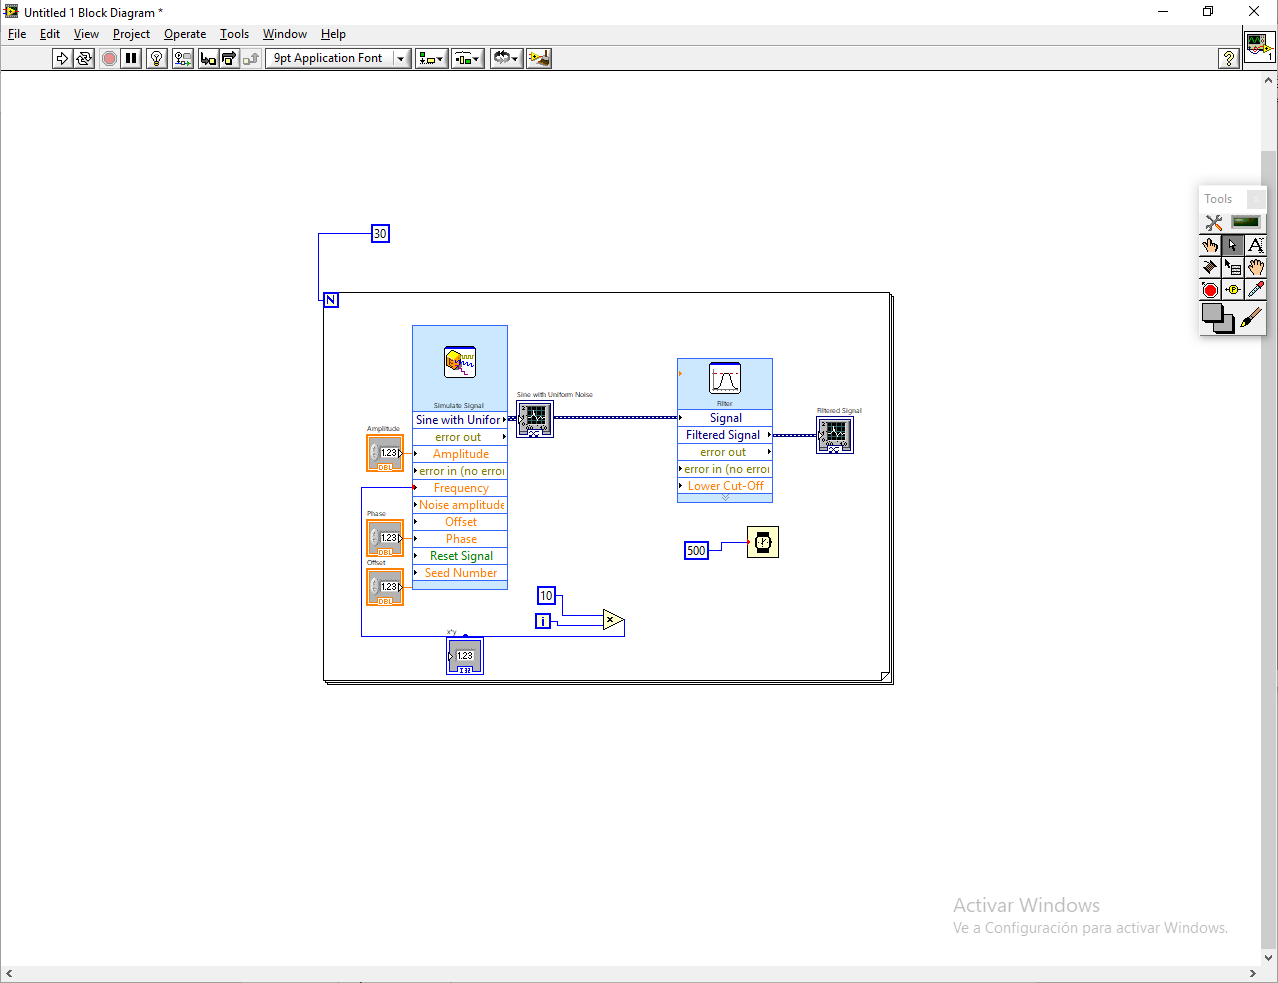 Untitled 1 Block Diagram *
File Edit View Project Operate Tools Window Help
9pt Application Font
?
1
Tools
30
N
Simulate Signal
Sine with Unifor
error out
Amplitude
error in (no error
Frequency
Noise amplitude
Offset
Phase
Reset Signal
Seed Number
Amplitude
1.23
DBL
Phase
1.23
DBL
Offset
1.23
DBL
Sine with Uniform Noise
Filter
Signal
Filtered Signal
error out
error in (no error
Lower Cut-Off
Filtered Signal
500
10
i
x
x*y
1.23
I32
Activar Windows
Ve a Configuración para activar Windows.